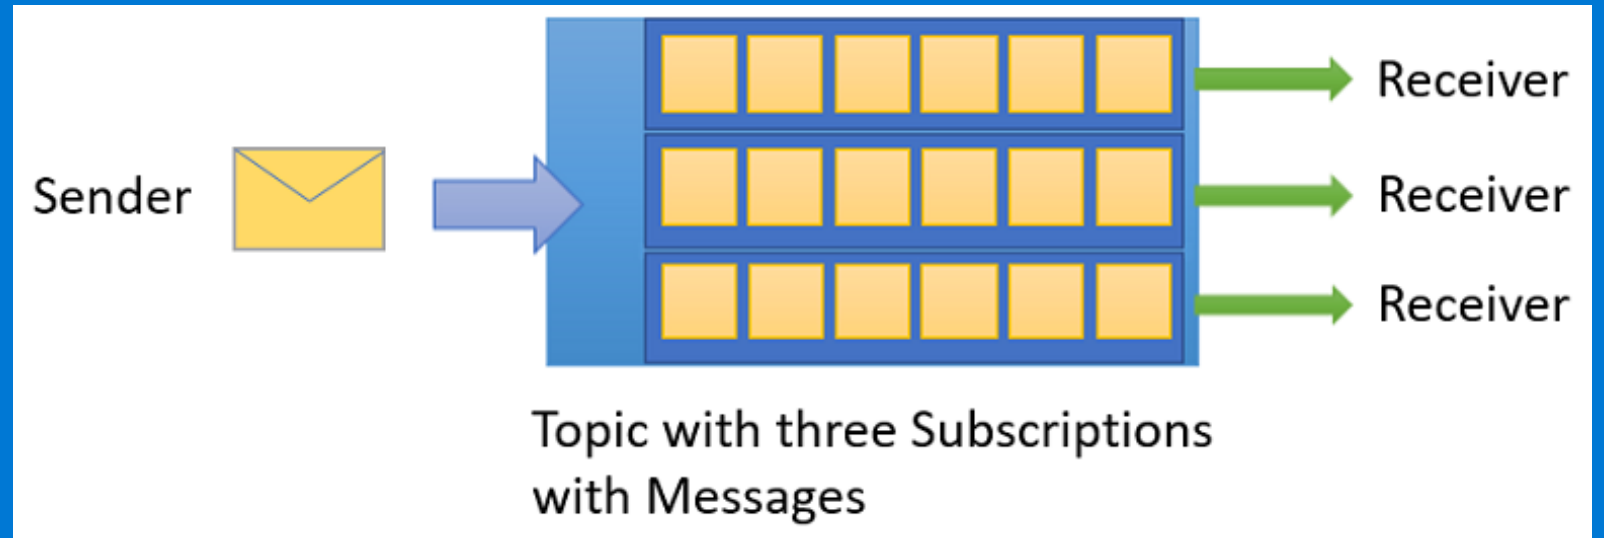 Sender
Receiver
Receiver
Receiver
Topic with three Subscriptions
with Messages